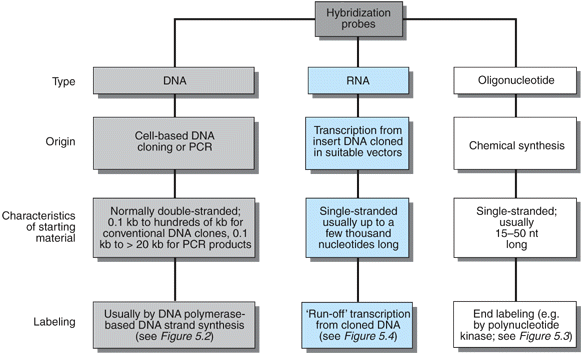 Hybridization
probes
Type
DNA
RNA
Oligonucleotide
Origin
Cell-based DNA
cloning or PCR
Transcription from
insert DNA cloned
in suitable vectors
Chemical synthesis
Characteristics
of starting
material
Normally double-stranded;
0.1 kb to hundreds of kb for
conventional DNA clones, 0.1
kb to > 20 kb for PCR products
Single-stranded
usually up to a
few thousand
nucleotides long
Single-stranded;
usually
15–50 nt
long
Labeling
Usually by DNA polymerase-
based DNA strand synthesis
(see Figure 5.2)
‘Run-off’ transcription
from cloned DNA
(see Figure 5.4)
End labeling (e.g.
by polynucleotide
kinase; see Figure 5.3)